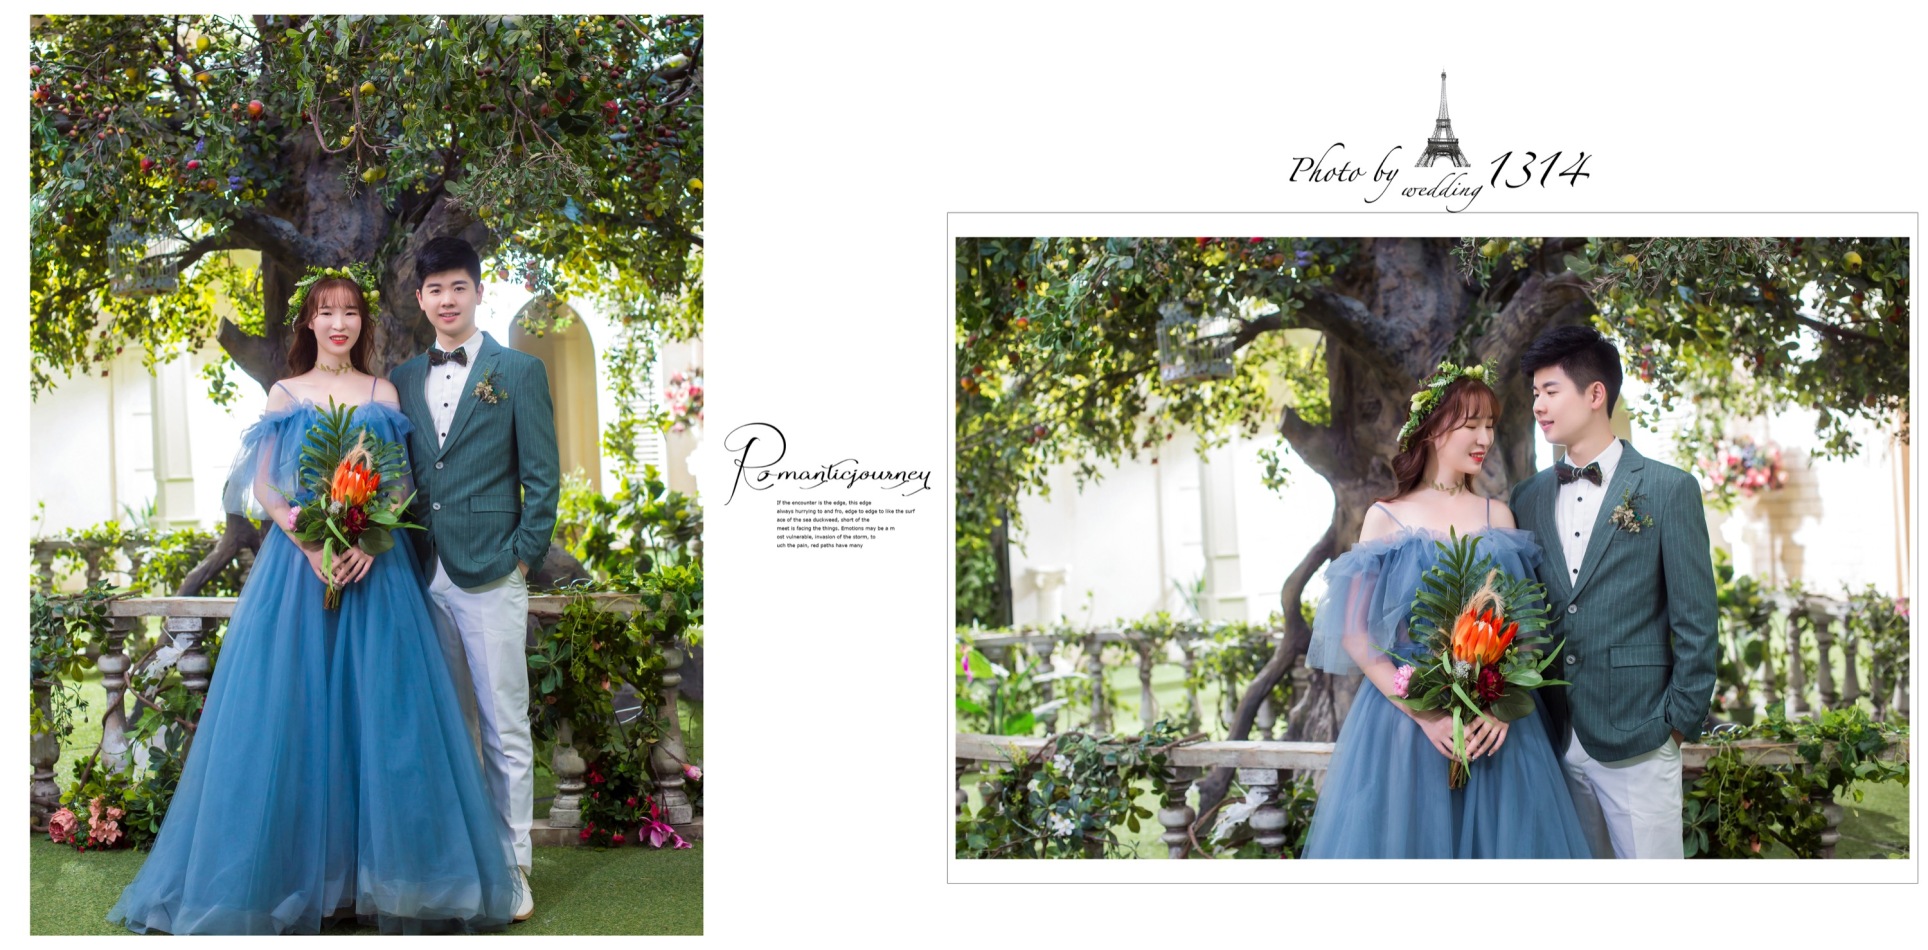 Photo by wedding 1314
Romanticjourney
If the encounter is the edge, this edge
always hurrying to and fro, edge to edge to like the surf
ace of the sea duckweed, short of the
meet is facing the things. Emotions may be a m
ost vulnerable, invasion of the storm, to
uch the pain, red paths have many